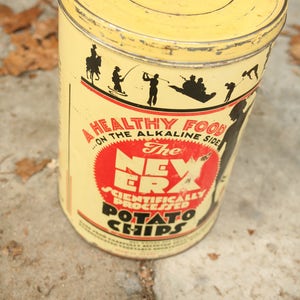 A HEALTHY FOOD
ON THE ALKALINE SIDE
The
NEW
ERA
SCIENTIFICALLY
PROCESSED
POTATO
CHIPS